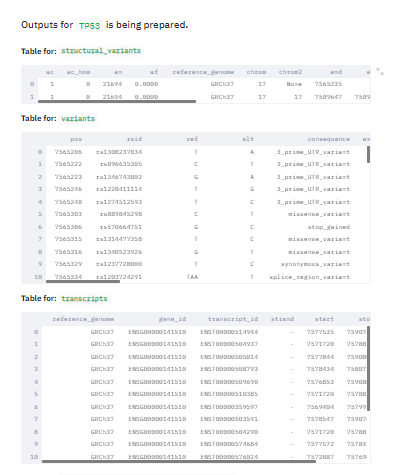 Outputs for TP53 is being prepared.
Table for: structural_variants
ac ac_hom an af reference_genome chrom chrom2 end
0 1 0 21694 0.0000 GRCh37 17 None 7565235
1 1 0 21694 0.0000 GRCh37 17 17 7589647 7589
Table for: variants
pos rsid ref alt consequence ex
0 7565206 rs1308237834 T A 3_prime_UTR_variant
1 7565222 rs896635305 C T 3_prime_UTR_variant
2 7565223 rs1346743802 G A 3_prime_UTR_variant
3 7565246 rs1228411114 T G 3_prime_UTR_variant
4 7565248 rs1274512593 T C 3_prime_UTR_variant
5 7565303 rs889845298 C T missense_variant
6 7565306 rs570664751 G C stop_gained
7 7565315 rs1314477358 T C missense_variant
8 7565316 rs1340523926 G T missense_variant
9 7565329 rs1237728000 T C synonymous_variant
10 7565334 rs1203724291 TAA T splice_region_variant
Table for: transcripts
reference_genome gene_id transcript_id strand start sto
0 GRCh37 ENSG00000141510 ENST00000514944 - 7577535 7590
1 GRCh37 ENSG00000141510 ENST00000504937 - 7571720 75788
2 GRCh37 ENSG00000141510 ENST00000505014 - 7577844 75908
3 GRCh37 ENSG00000141510 ENST00000508793 - 7578434 75807
4 GRCh37 ENSG00000141510 ENST00000509690 - 7576853 75908
5 GRCh37 ENSG00000141510 ENST00000510385 - 7571720 75788
6 GRCh37 ENSG00000141510 ENST00000359597 - 7569404 75799
7 GRCh37 ENSG00000141510 ENST00000503591 - 7578547 7590
8 GRCh37 ENSG00000141510 ENST00000504290 - 7571720 75788
9 GRCh37 ENSG00000141510 ENST00000574684 - 7577572 75784
10 GRCh37 ENSG00000141510 ENST00000576024 - 7572887 7576